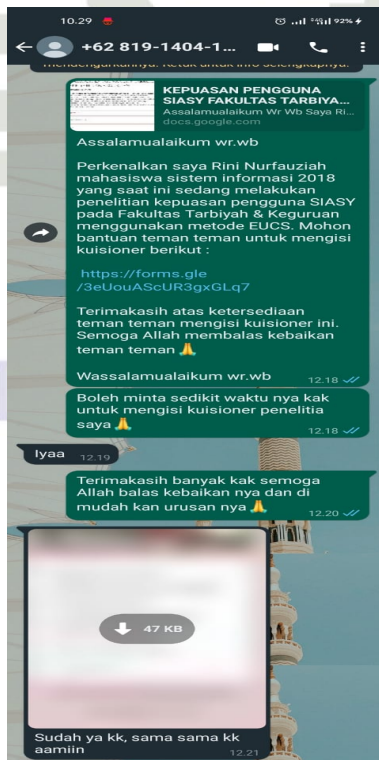 10.29
92%
+62 819-1404-1...
mendengarkannya. Ketuk untuk info selengkapnya.
KEPUASAN PENGGUNA
SIASY FAKULTAS TARBIYA...
Assalamualaikum Wr Wb Saya Ri...
docs.google.com
Assalamualaikum wr.wb
Perkenalkan saya Rini Nurfauziah
mahasiswa sistem informasi 2018
yang saat ini sedang melakukan
penelitian kepuasan pengguna SIASY
pada Fakultas Tarbiyah & Keguruan
menggunakan metode EUCS. Mohon
bantuan teman teman untuk mengisi
kuisioner berikut :
https://forms.gle
/3eUouAScUR3gxGLq7
Terimakasih atas ketersediaan
teman teman mengisi kuisioner ini.
Semoga Allah membalas kebaikan
teman teman 🙏
Wassalamualaikum wr.wb
12.18
Boleh minta sedikit waktu nya kak
untuk mengisi kuisioner penelitia
saya 🙏
12.18
Iyaa 12.19
Terimakasih banyak kak semoga
Allah balas kebaikan nya dan di
mudah kan urusan nya 🙏
12.20
47 KB
Sudah ya kk, sama sama kk
aamiin
12.21